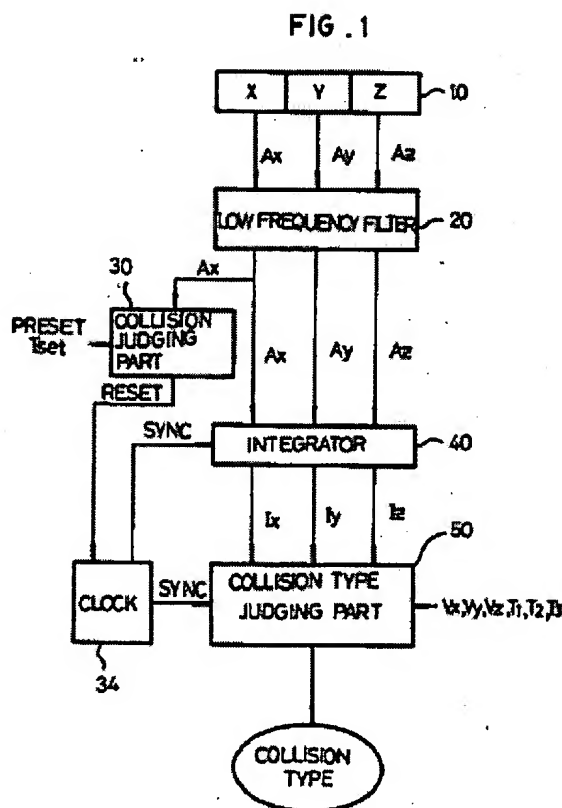 FIG. 1
X Y Z
10
Ax Ay Az
LOW FREQUENCY FILTER
20
30
Ax
PRESET
Tset
COLLISION
JUDGING
PART
RESET
Ax Ay Az
SYNC
INTEGRATOR
40
Ix Iy Iz
50
CLOCK
SYNC
COLLISION TYPE
JUDGING PART
Vx,Vy,Vz,T1,T2,T3
34
COLLISION
TYPE